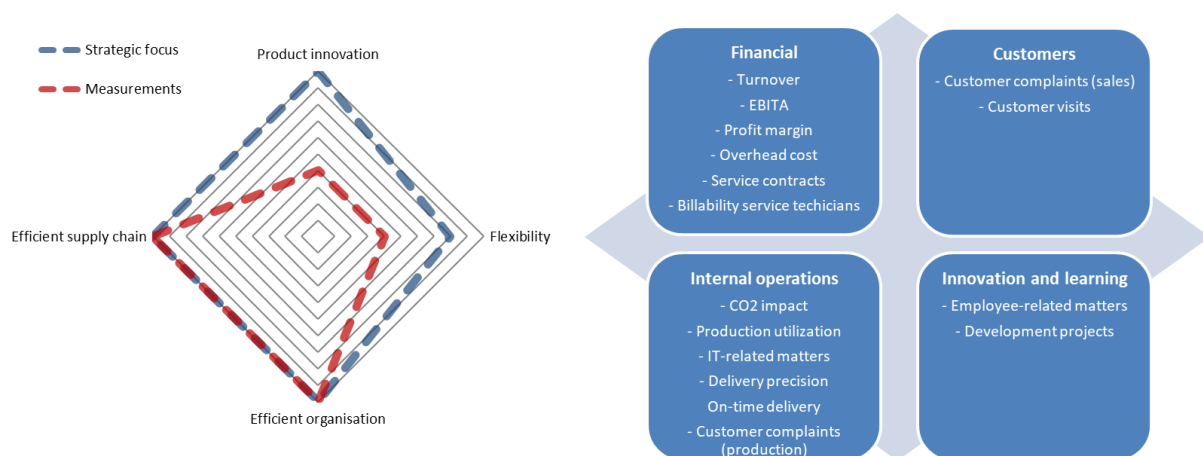 Strategic focus
Measurements
Product innovation
Efficient supply chain
Flexibility
Efficient organisation
Financial
- Turnover
- EBITA
- Profit margin
- Overhead cost
- Service contracts
- Billability service techicians
Customers
- Customer complaints (sales)
- Customer visits
Internal operations
- CO2 impact
- Production utilization
- IT-related matters
- Delivery precision
On-time delivery
- Customer complaints
(production)
Innovation and learning
- Employee-related matters
- Development projects